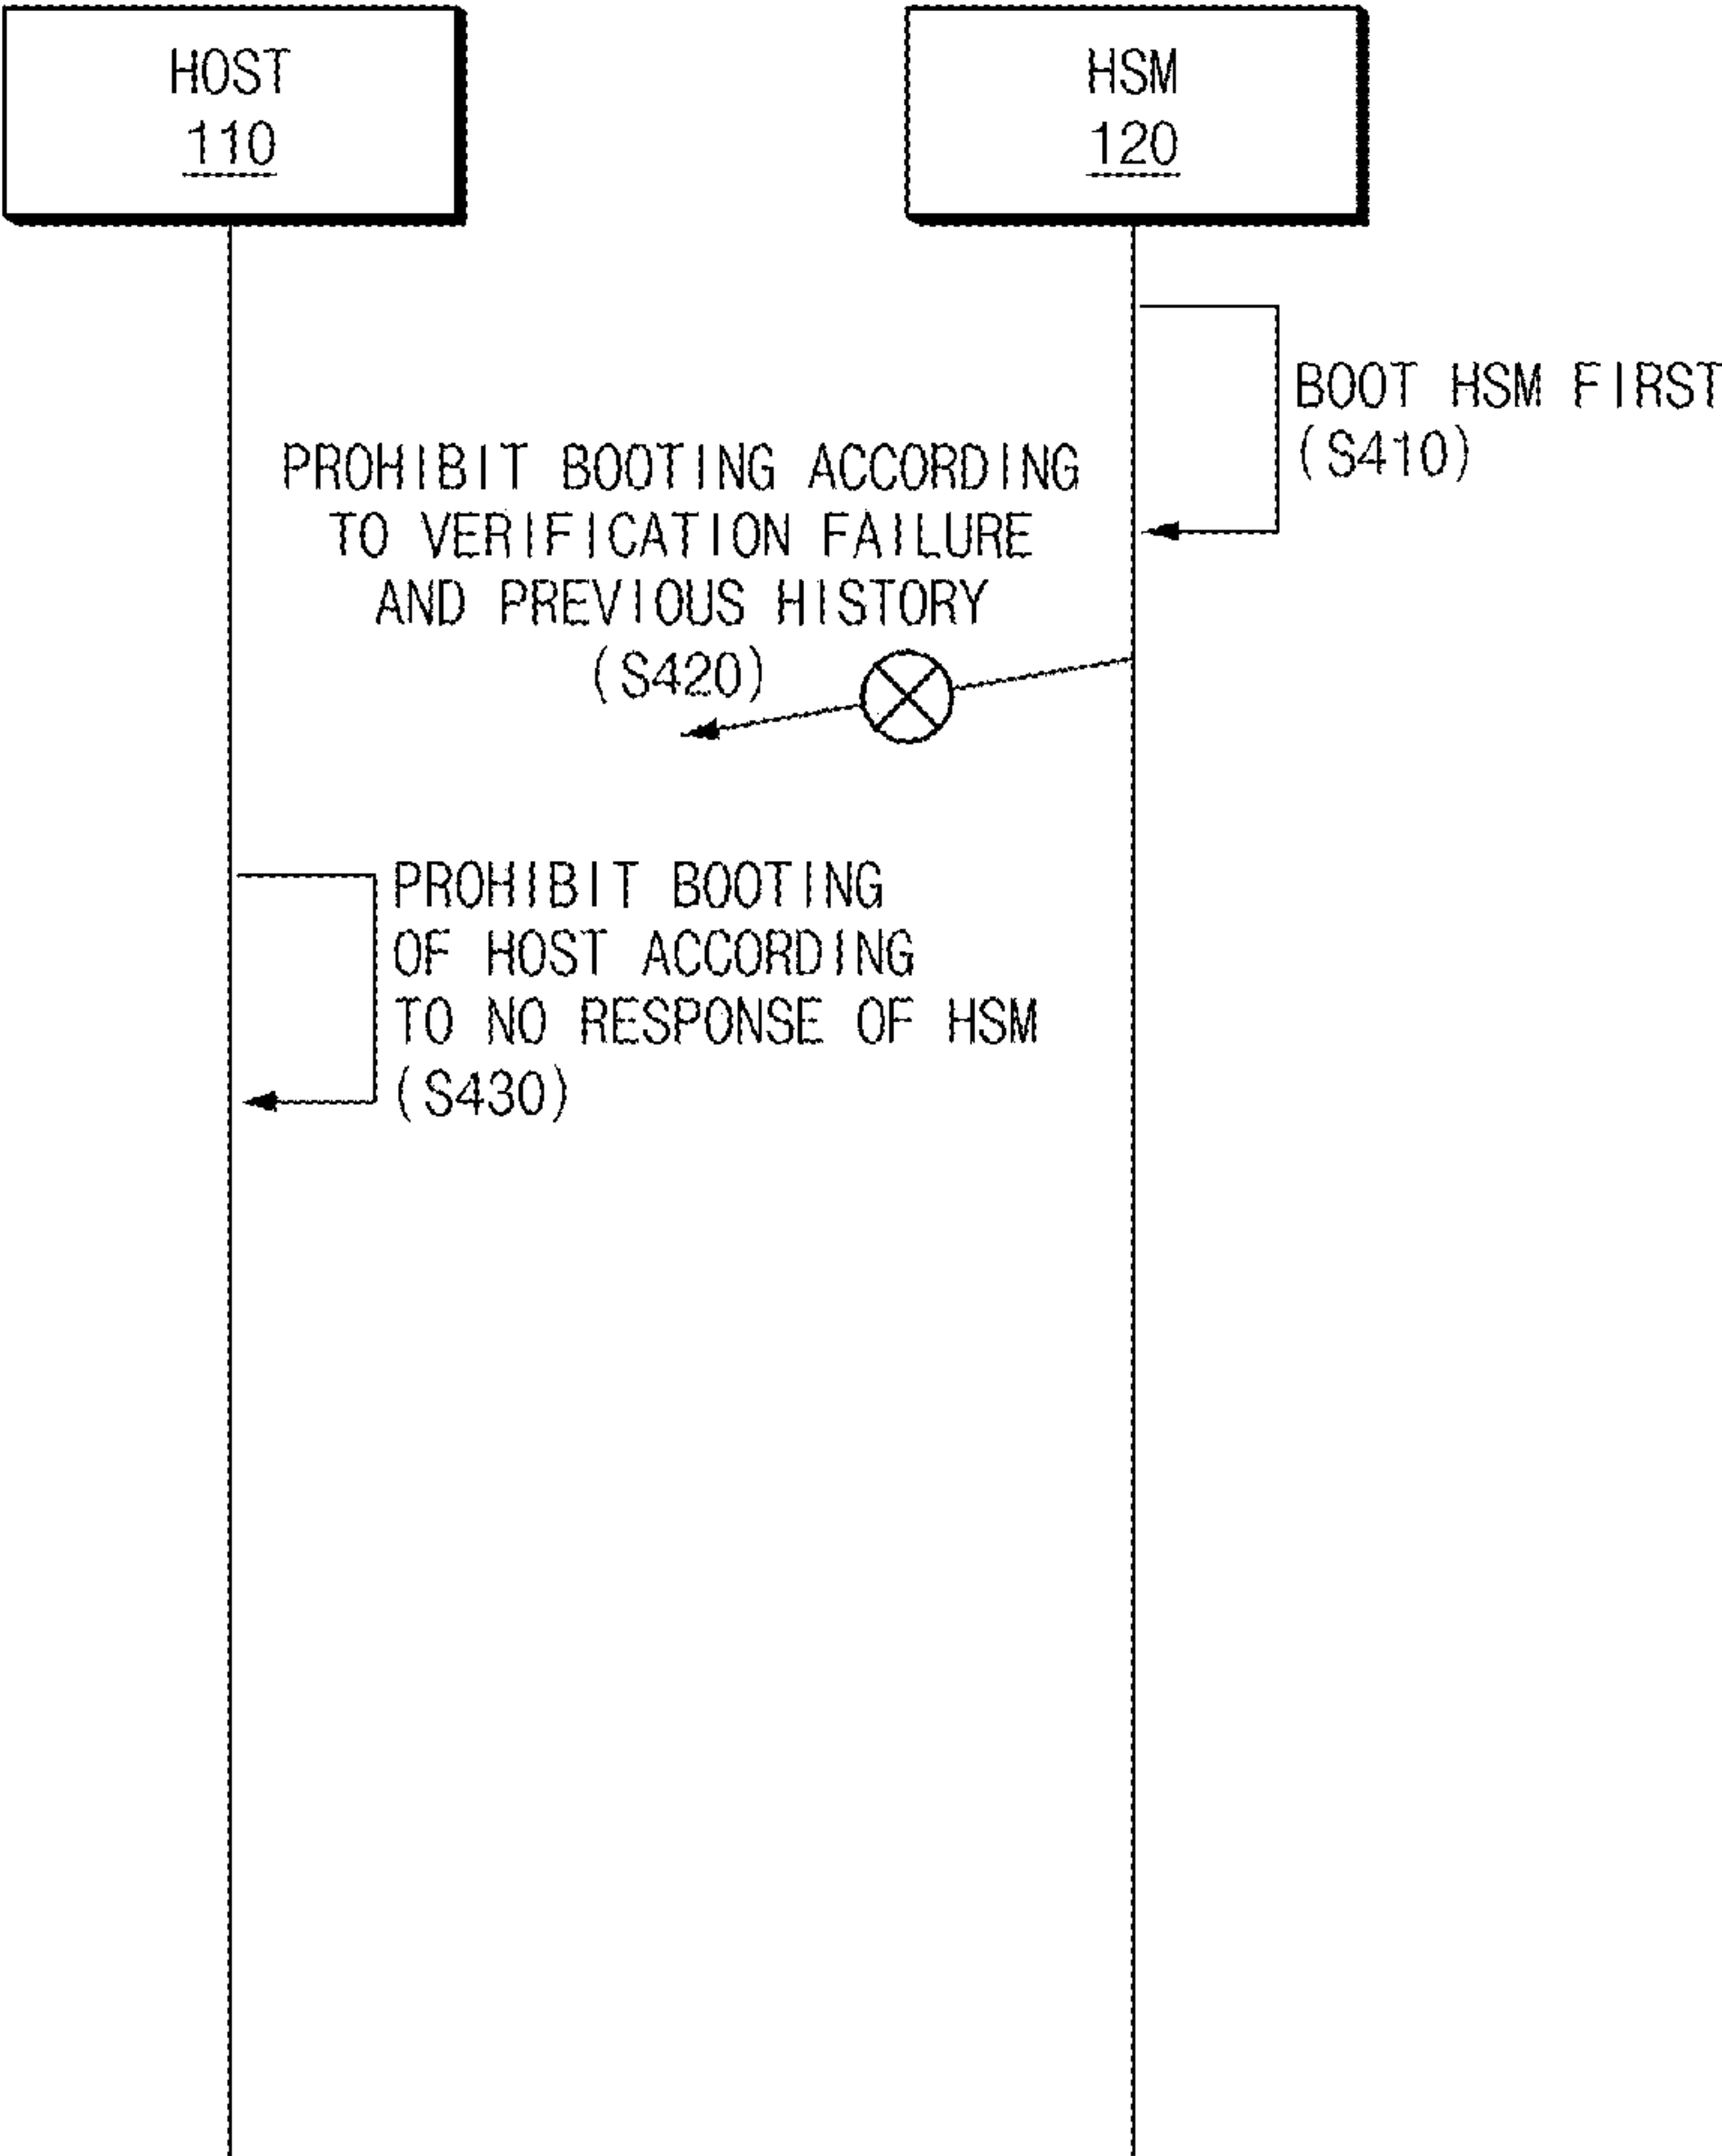 HOST
110
HSM
120
BOOT HSM FIRST
(S410)
PROHIBIT BOOTING ACCORDING
TO VERIFICATION FAILURE
AND PREVIOUS HISTORY
(S420)
PROHIBIT BOOTING
OF HOST ACCORDING
TO NO RESPONSE OF HSM
(S430)